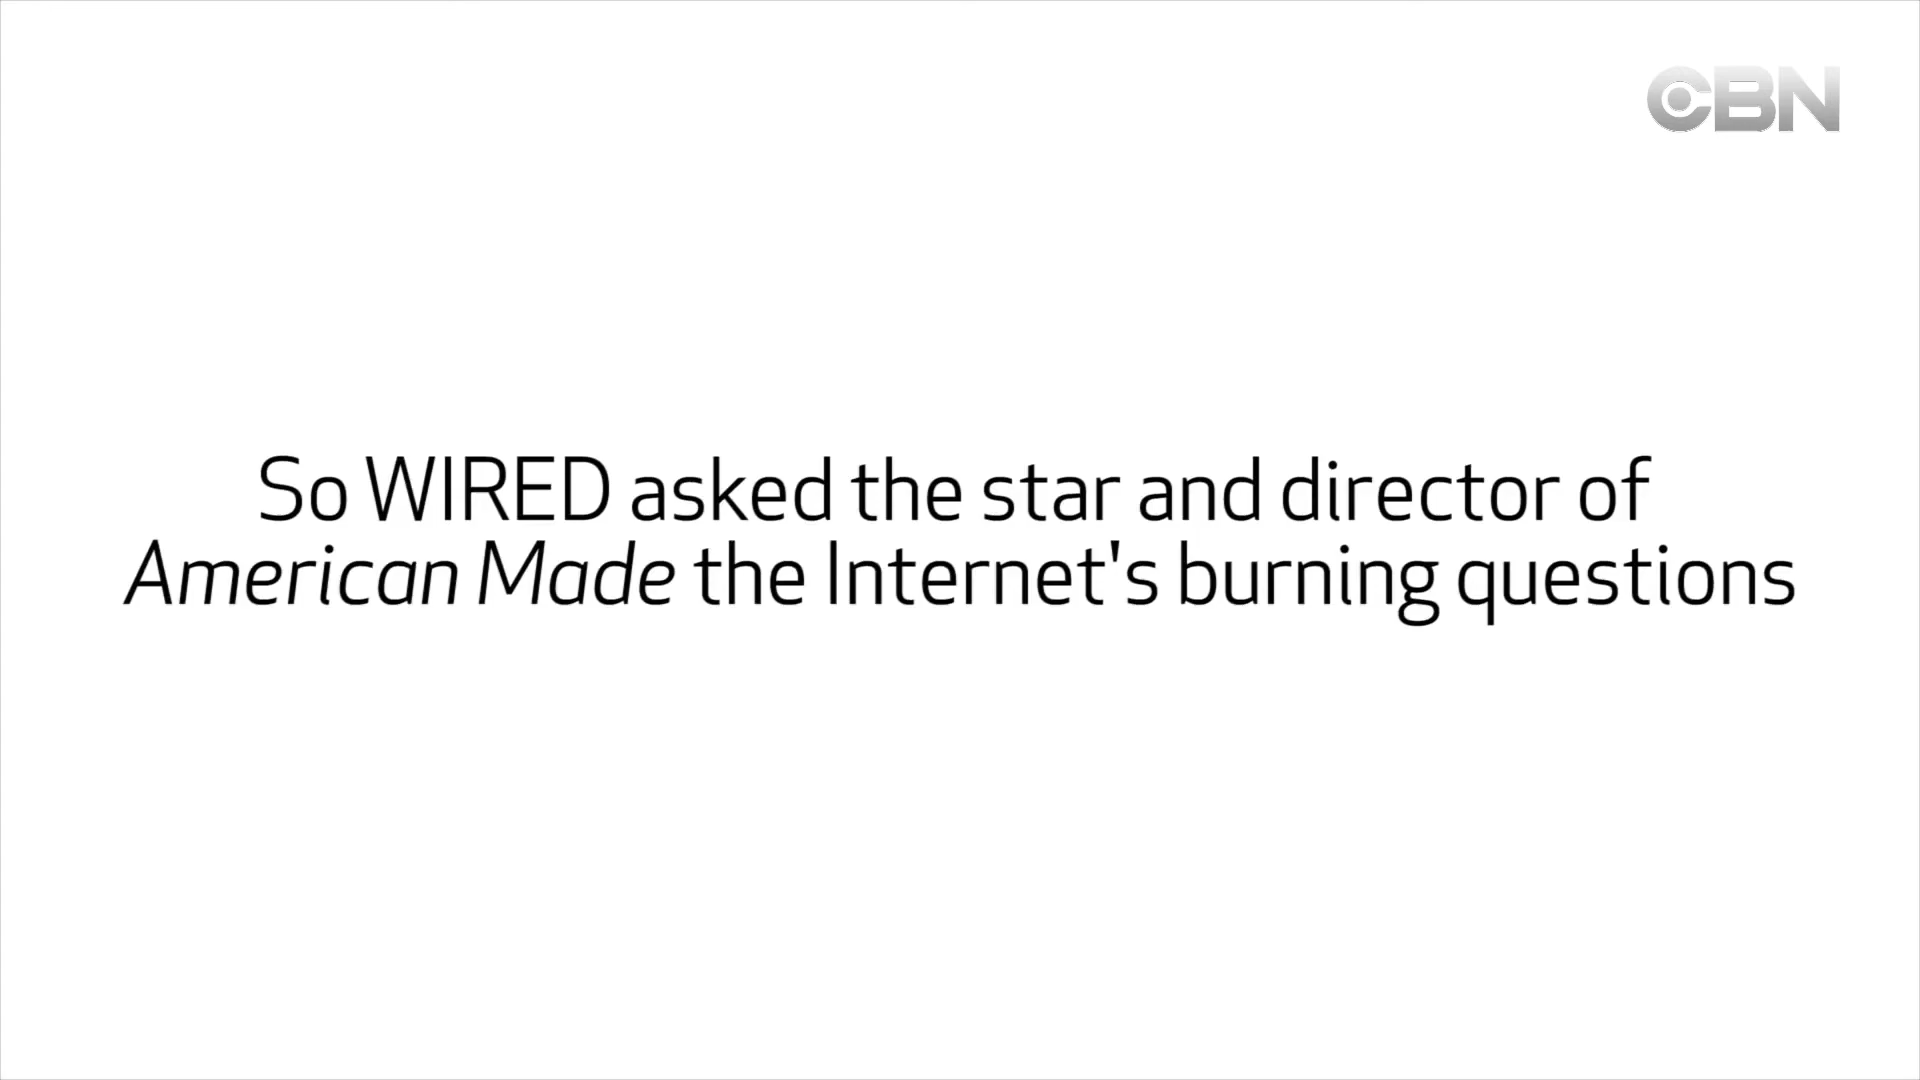 CBN
So WIRED asked the star and director of
American Made the Internet's burning questions